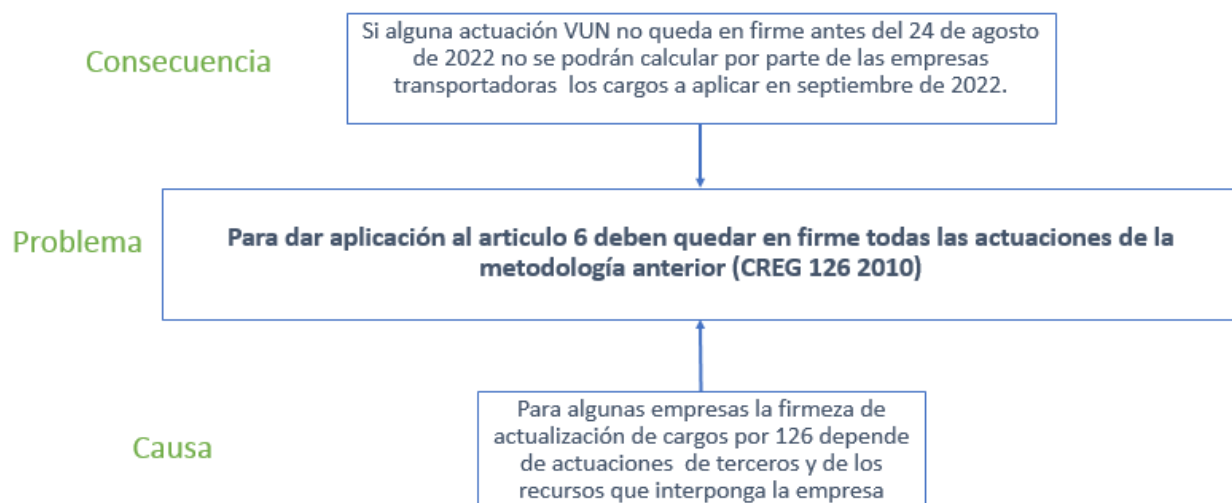 Consecuencia
Si alguna actuación VUN no queda en firme antes del 24 de agosto
de 2022 no se podrán calcular por parte de las empresas
transportadoras los cargos a aplicar en septiembre de 2022.
Problema
Para dar aplicación al articulo 6 deben quedar en firme todas las actuaciones de la
metodología anterior (CREG 126 2010)
Causa
Para algunas empresas la firmeza de
actualización de cargos por 126 depende
de actuaciones de terceros y de los
recursos que interponga la empresa